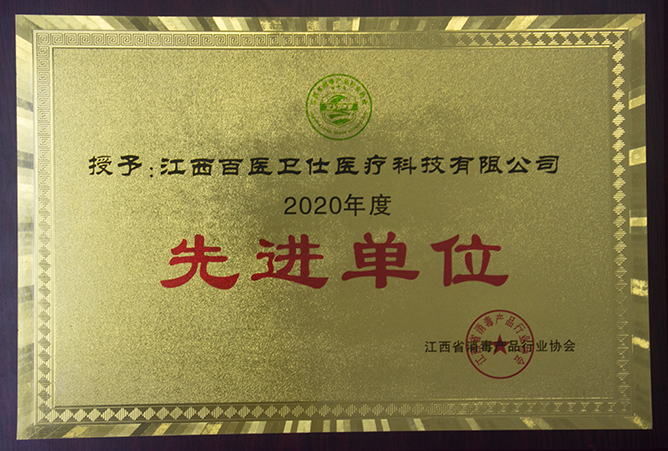 授予:江西百医卫仕医疗科技有限公司
2020年度
先进单位
江西省消毒产品行业协会